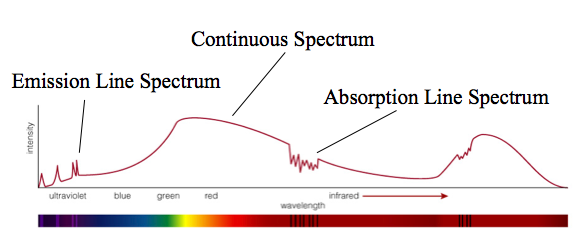 Continuous Spectrum
Emission Line Spectrum
Absorption Line Spectrum
intensity
ultraviolet blue green red infrared
wavelength